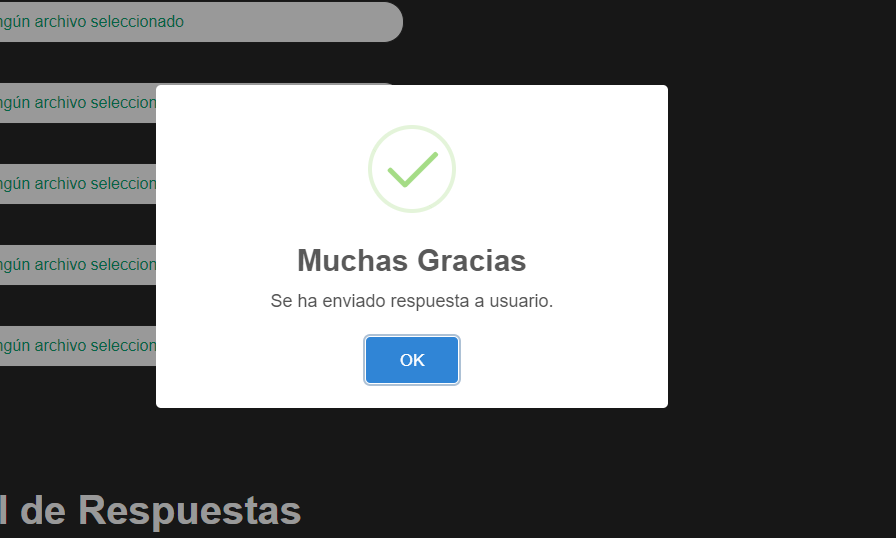 ngún archivo seleccionado
ngún archivo seleccion
ngún archivo seleccion
ngún archivo seleccion
ngún archivo seleccion
Muchas Gracias
Se ha enviado respuesta a usuario.
OK
l de Respuestas